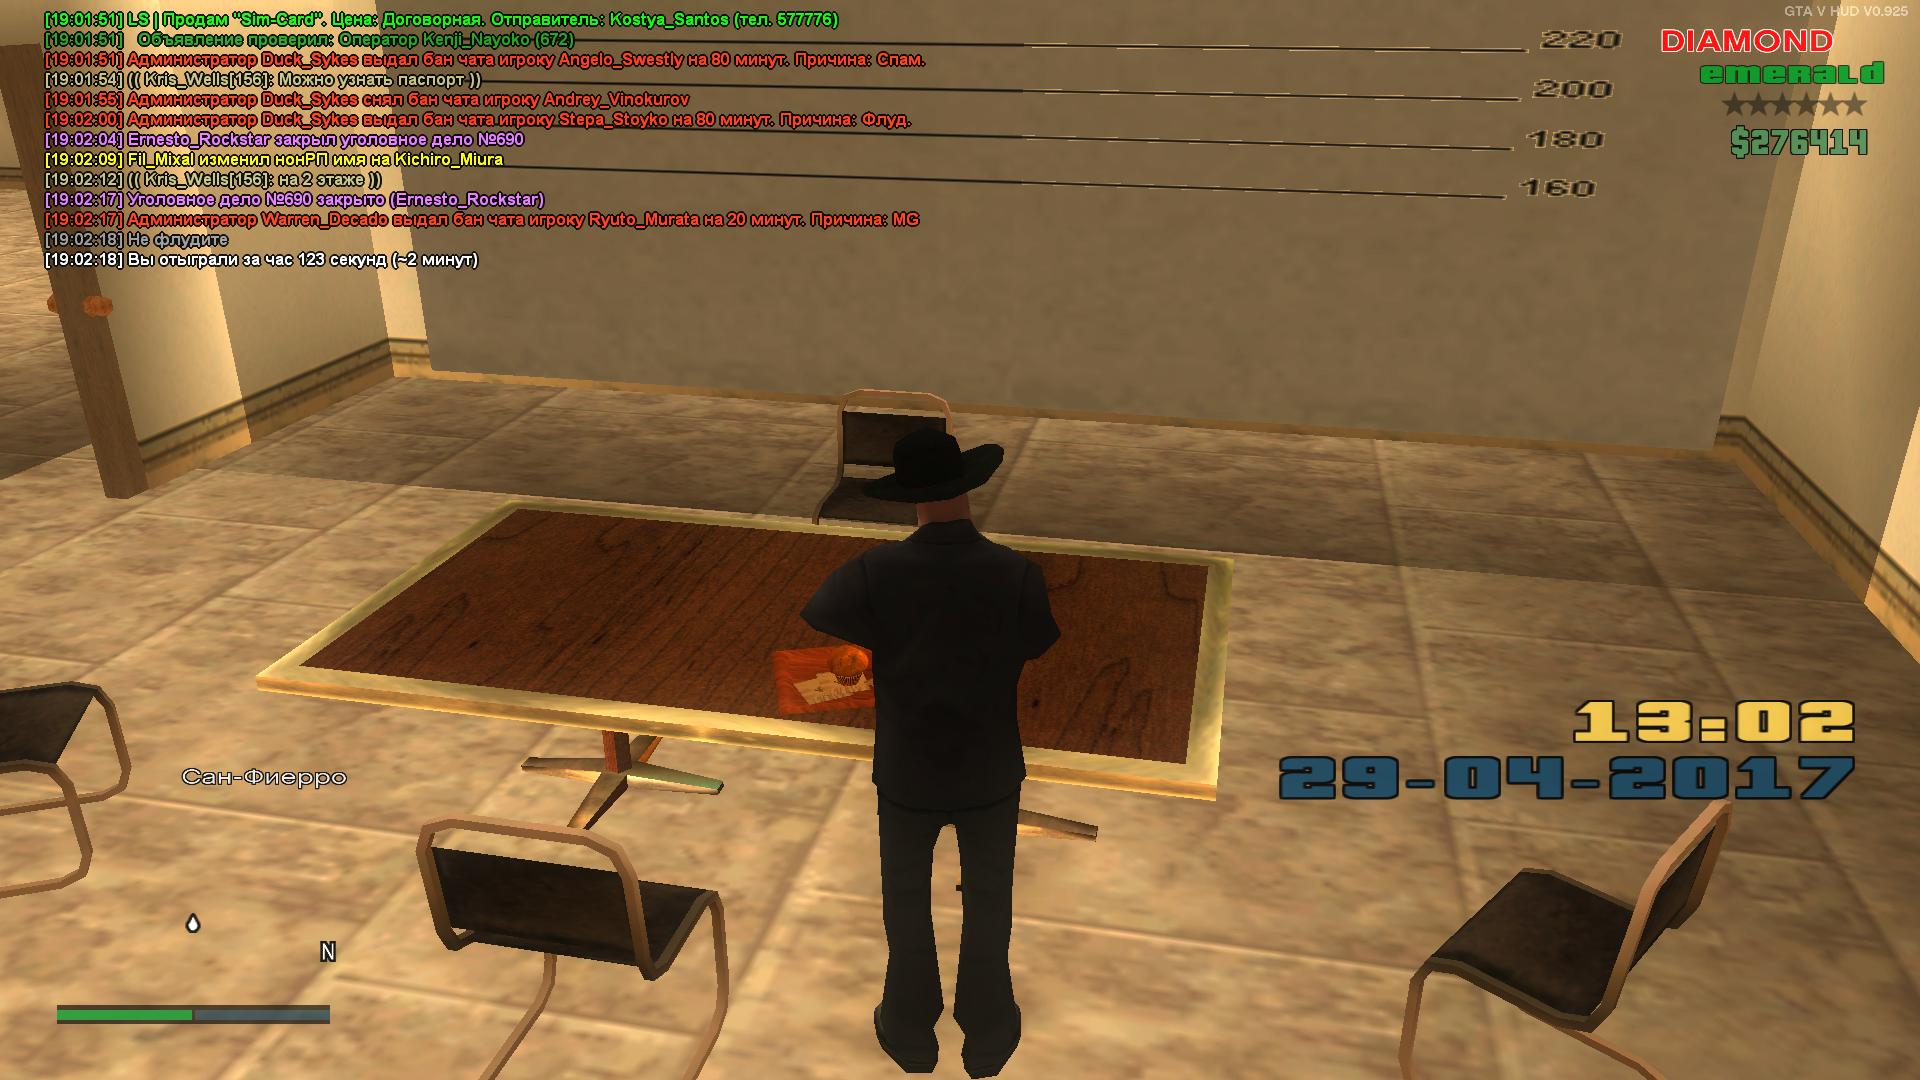 [19:01:51] LS | Продам "Sim-Card". Цена: Договорная. Отправитель: Kostya_Santos (тел. 577776)
[19:01:51] Объявление проверил: Оператор Kenji_Nayoko (672)
[19:01:51] Администратор Duck_Sykes выдал бан чата игроку Angelo_Swestly на 80 минут. Причина: Спам.
[19:01:54] (( Kris_Wells[156]: Можно узнать паспорт ))
[19:01:55] Администратор Duck_Sykes снял бан чата игроку Andrey_Vinokurov
[19:02:00] Администратор Duck_Sykes выдал бан чата игроку Stepa_Stoyko на 80 минут. Причина: Флуд.
[19:02:04] Ernesto_Rockstar закрыл уголовное дело №690
[19:02:09] Fil_Mixal изменил нонРП имя на Kichiro_Miura
[19:02:12] (( Kris_Wells[156]: на 2 этаже ))
[19:02:17] Уголовное дело №690 закрыто (Ernesto_Rockstar)
[19:02:17] Администратор Warren_Decado выдал бан чата игроку Ryuto_Murata на 20 минут. Причина: MG
[19:02:18] Не флудите
[19:02:18] Вы отыграли за час 123 секунд (~2 минут)
GTA V HUD V0.925
DIAMOND
emerald
$276414
220
200
180
160
13:02
29-04-2017
Сан-Фиерро
N